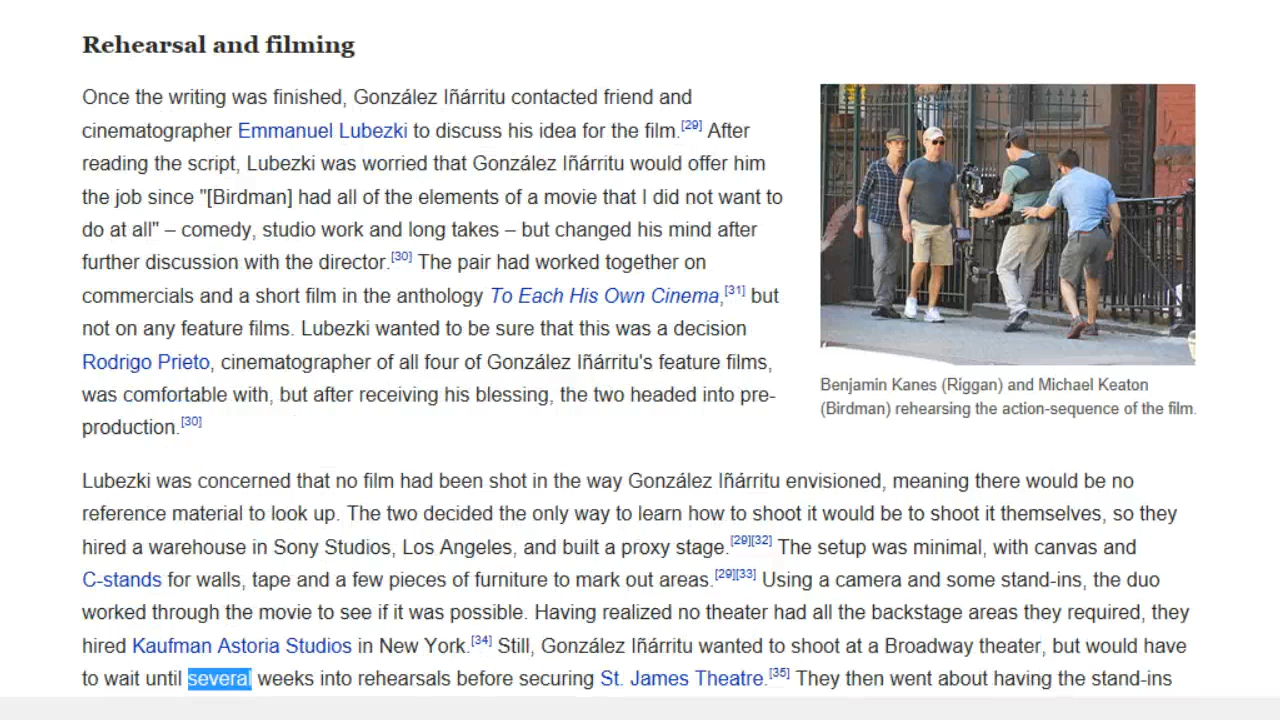 Rehearsal and filming
Once the writing was finished, González Iñárritu contacted friend and
cinematographer Emmanuel Lubezki to discuss his idea for the film.[29] After
reading the script, Lubezki was worried that González Iñárritu would offer him
the job since "[Birdman] had all of the elements of a movie that I did not want to
do at all" – comedy, studio work and long takes – but changed his mind after
further discussion with the director.[30] The pair had worked together on
commercials and a short film in the anthology To Each His Own Cinema,[31] but
not on any feature films. Lubezki wanted to be sure that this was a decision
Rodrigo Prieto, cinematographer of all four of González Iñárritu's feature films,
was comfortable with, but after receiving his blessing, the two headed into pre-
production.[30]
Benjamin Kanes (Riggan) and Michael Keaton
(Birdman) rehearsing the action-sequence of the film.
Lubezki was concerned that no film had been shot in the way González Iñárritu envisioned, meaning there would be no
reference material to look up. The two decided the only way to learn how to shoot it would be to shoot it themselves, so they
hired a warehouse in Sony Studios, Los Angeles, and built a proxy stage.[29][32] The setup was minimal, with canvas and
C-stands for walls, tape and a few pieces of furniture to mark out areas.[29][33] Using a camera and some stand-ins, the duo
worked through the movie to see if it was possible. Having realized no theater had all the backstage areas they required, they
hired Kaufman Astoria Studios in New York.[34] Still, González Iñárritu wanted to shoot at a Broadway theater, but would have
to wait until several weeks into rehearsals before securing St. James Theatre.[35] They then went about having the stand-ins